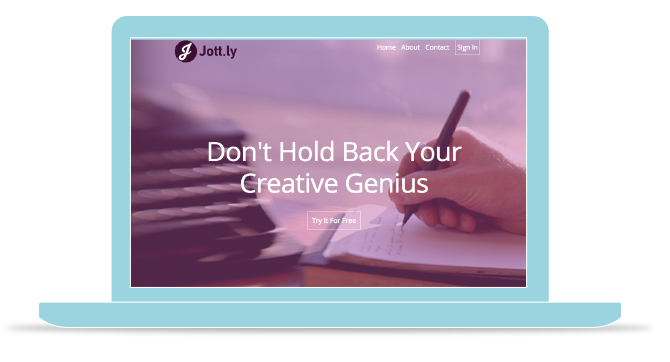 J Jott.ly
Home About Contact Sign In
Don't Hold Back Your
Creative Genius
Try It For Free